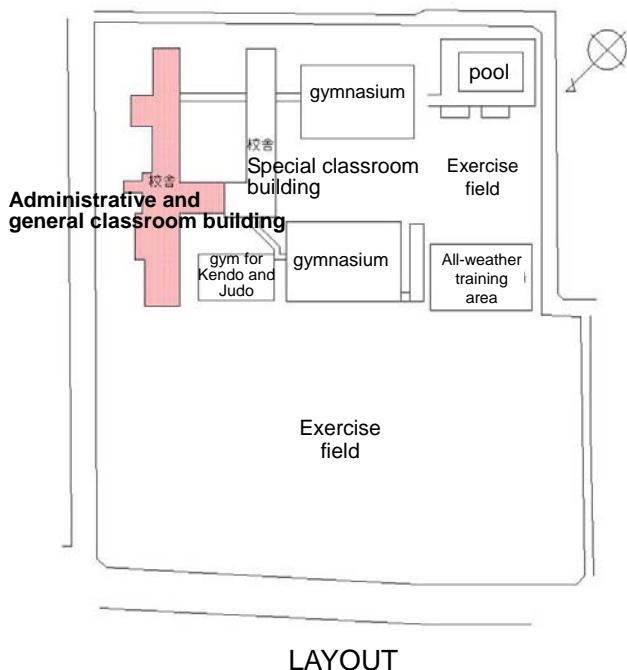 pool
gymnasium
校舎
Special classroom
building
Exercise
field
校舎
Administrative and
general classroom building
gym for
Kendo and
Judo
gymnasium
All-weather
training
area
Exercise
field
LAYOUT